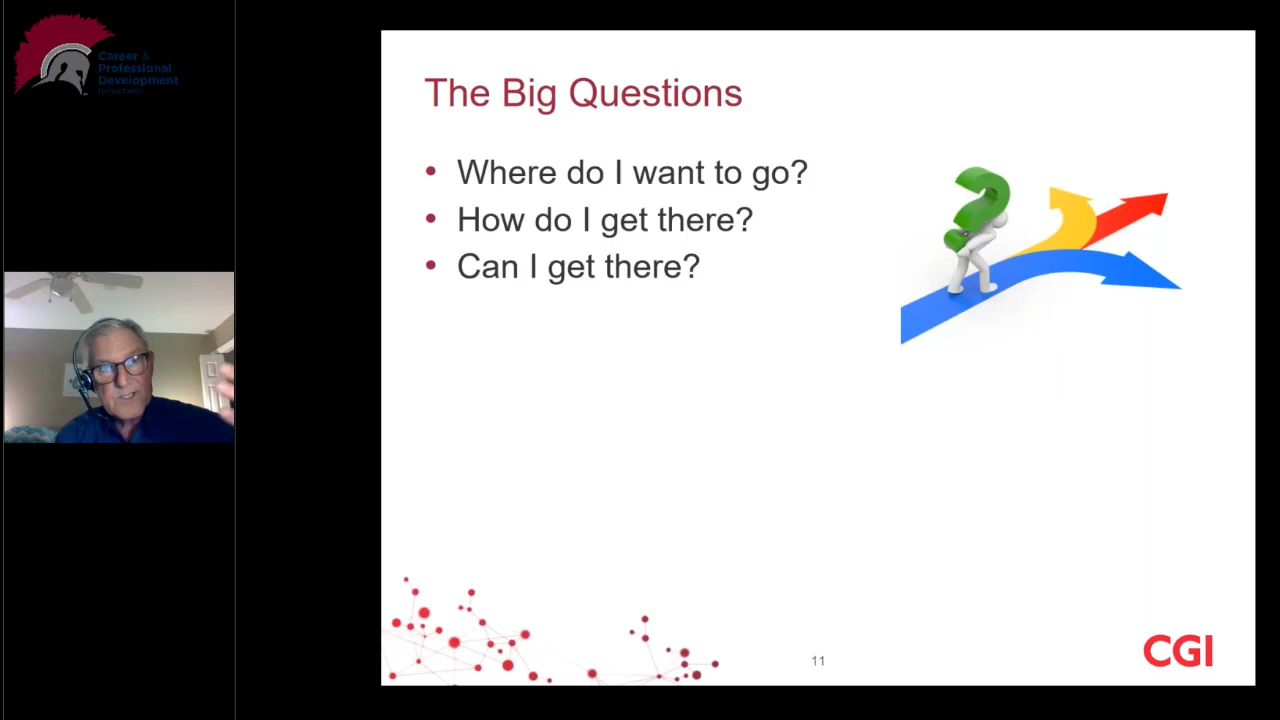 Career &
Professional
Development
The Big Questions
• Where do I want to go?
• How do I get there?
• Can I get there?
11
CGI